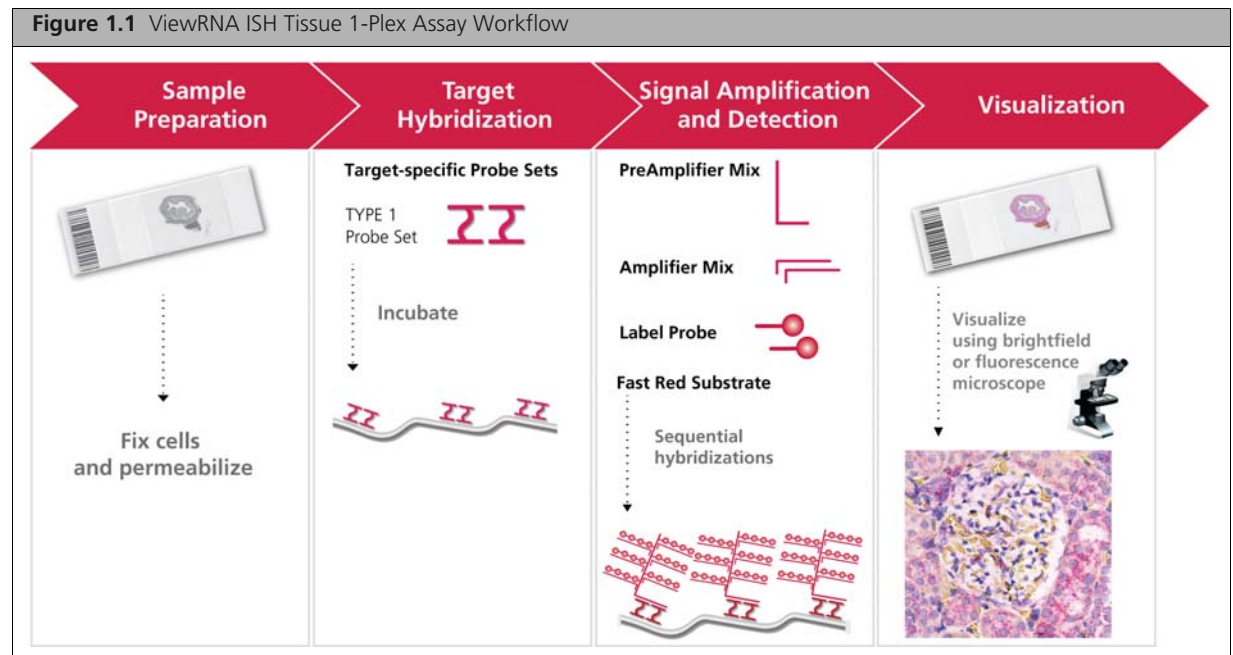 Figure 1.1 ViewRNA ISH Tissue 1-Plex Assay Workflow
Sample
Preparation
Target
Hybridization
Signal Amplification
and Detection
Visualization
Fix cells
and permeabilize
Target-specific Probe Sets
TYPE 1
Probe Set
Incubate
PreAmplifier Mix
Amplifier Mix
Label Probe
Fast Red Substrate
Sequential
hybridizations
Visualize
using brightfield
or fluorescence
microscope